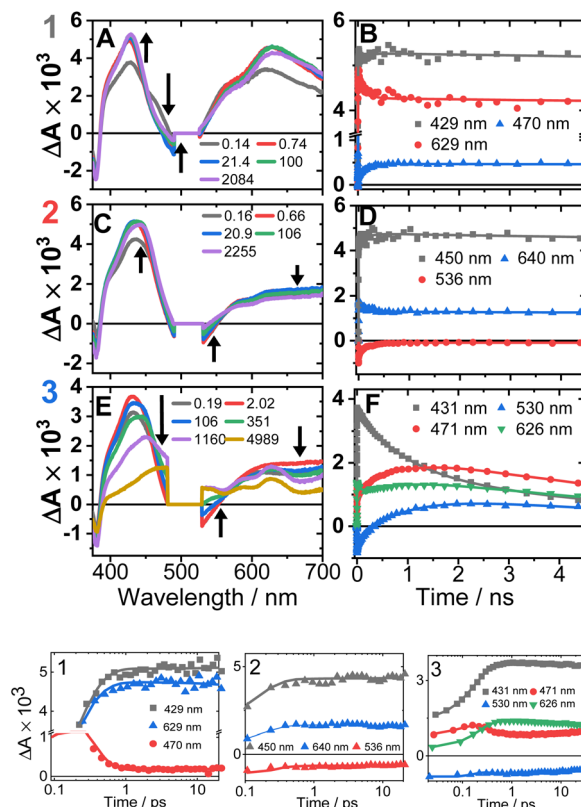 1
A
ΔA × 10³
6
4
2
0
-2
0.14 0.74
21.4 100
2084
B
6
4
1
0
429 nm 470 nm
629 nm
2
C
ΔA × 10³
6
4
2
0
-2
0.16 0.66
20.9 106
2255
D
6
4
2
0
450 nm 640 nm
536 nm
3
E
ΔA × 10³
4
3
2
1
0
1
0.19 2.02
106 351
1160 4989
400 500 600 700
Wavelength / nm
F
4
2
0
431 nm 530 nm
471 nm 626 nm
0 1 2 3 4
Time / ns
1
ΔA × 10³
5
4
1
0
429 nm
629 nm
470 nm
0.1 1 10
Time / ps
2
5
0
450 nm 640 nm 536 nm
0.1 1 10
Time / ps
3
4
2
0
431 nm 471 nm
530 nm 626 nm
0.1 1 10
Time / ps